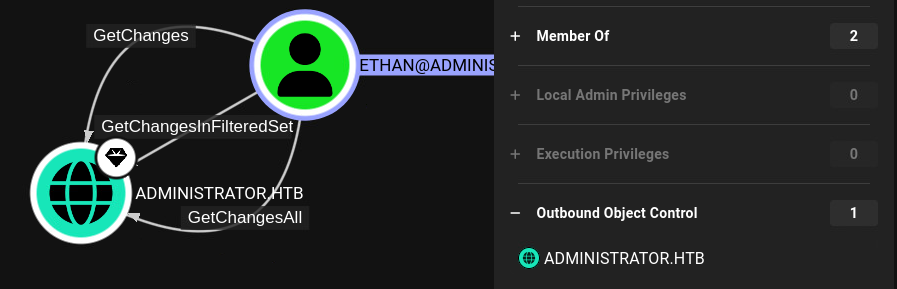 GetChanges
ETHAN@ADMINIS
GetChangesInFilteredSet
ADMINISTRATOR.HTB
GetChangesAll
+ Member Of 2
+ Local Admin Privileges 0
+ Execution Privileges 0
− Outbound Object Control 1
ADMINISTRATOR.HTB